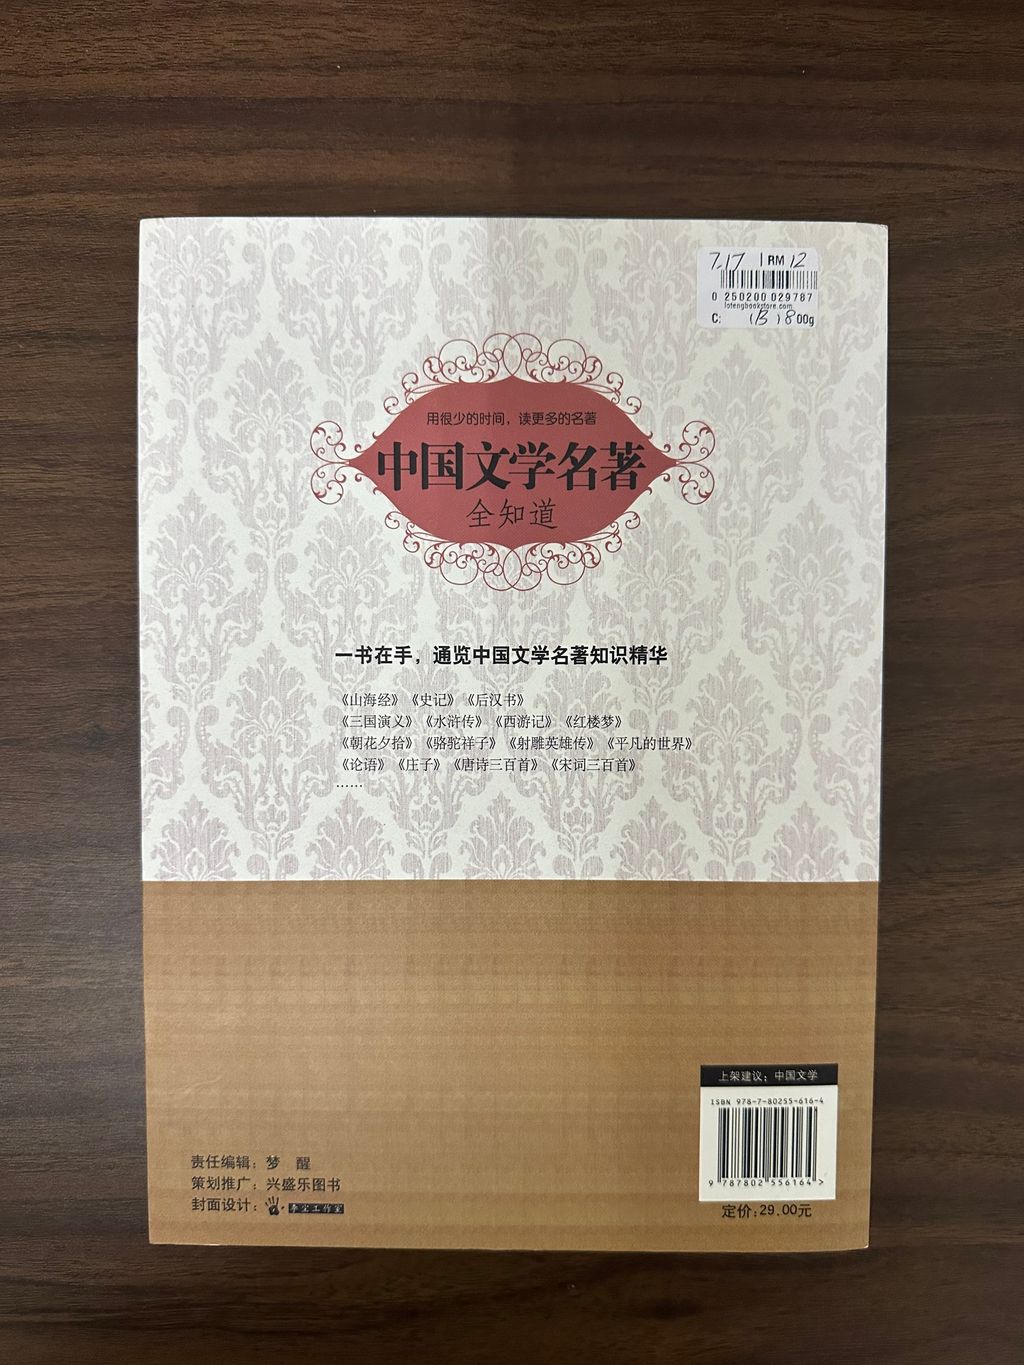 7.17 | RM 12
0 250200 029787
lotengbookstore.com
C: (B) 800g
用很少的时间，读更多的名著
中国文学名著
全知道
一书在手，通览中国文学名著知识精华
《山海经》《史记》《后汉书》
《三国演义》《水浒传》《西游记》《红楼梦》
《朝花夕拾》《骆驼祥子》《射雕英雄传》《平凡的世界》
《论语》《庄子》《唐诗三百首》《宋词三百首》
……
上架建议：中国文学
ISBN 978-7-80255-616-4
9 787802 556164 >
定价：29.00元
责任编辑：梦 醒
策划推广：兴盛乐图书
封面设计：